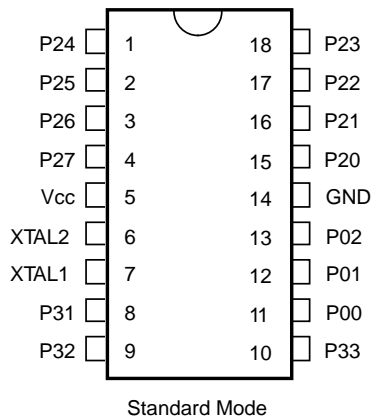 P24 1 18 P23
P25 2 17 P22
P26 3 16 P21
P27 4 15 P20
Vcc 5 14 GND
XTAL2 6 13 P02
XTAL1 7 12 P01
P31 8 11 P00
P32 9 10 P33
Standard Mode